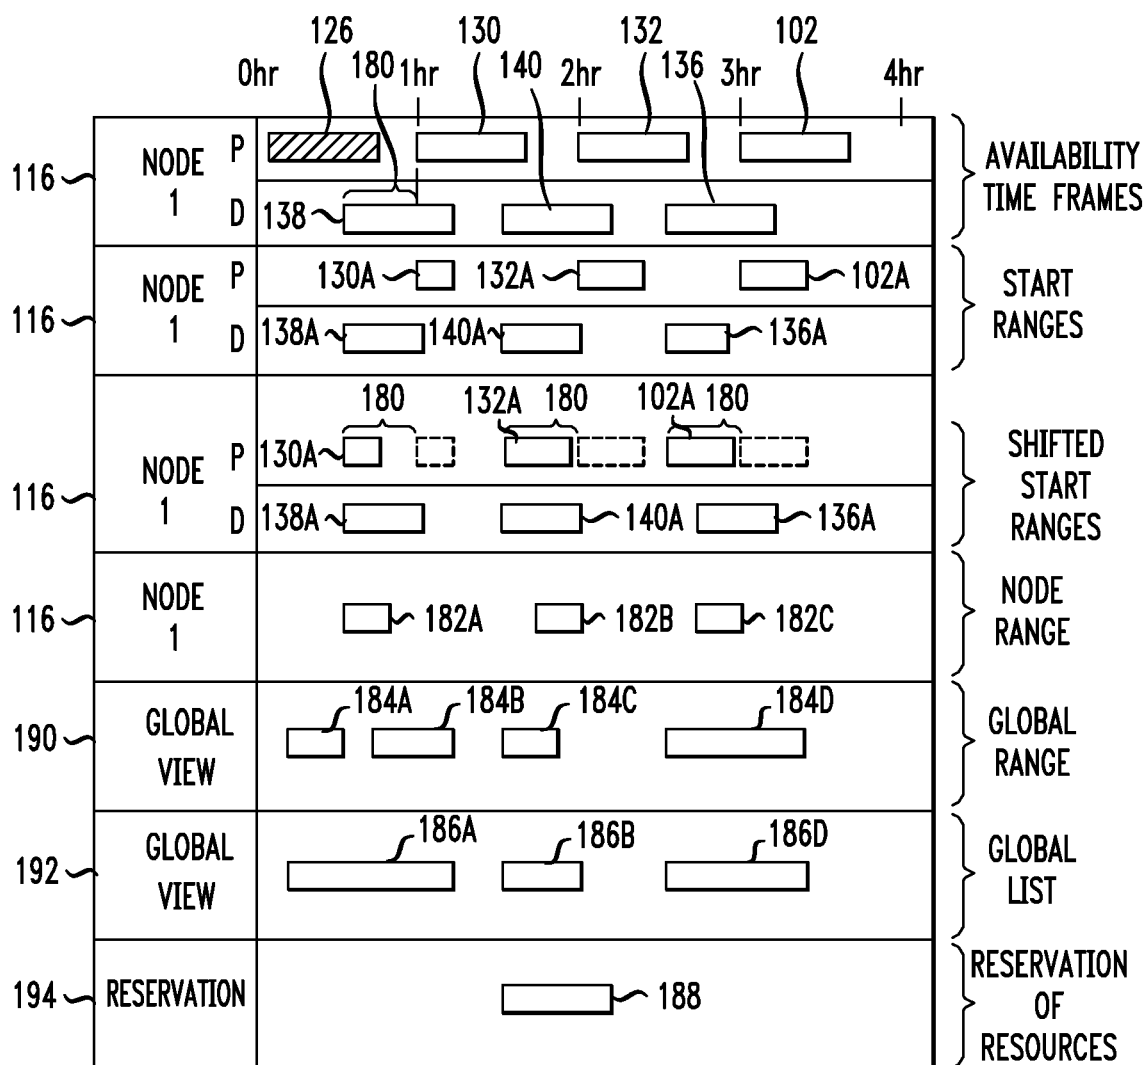 126 130 132 102
0hr 180 1hr 140 2hr 136 3hr 4hr
116 NODE 1 P AVAILABILITY TIME FRAMES
D 138
116 NODE 1 P 130A 132A 102A START RANGES
D 138A 140A 136A
180 132A 180 102A 180
116 NODE 1 P 130A SHIFTED START RANGES
D 138A 140A 136A
116 NODE 1 182A 182B 182C NODE RANGE
184A 184B 184C 184D
190 GLOBAL VIEW GLOBAL RANGE
186A 186B 186D
192 GLOBAL VIEW GLOBAL LIST
194 RESERVATION 188 RESERVATION OF RESOURCES